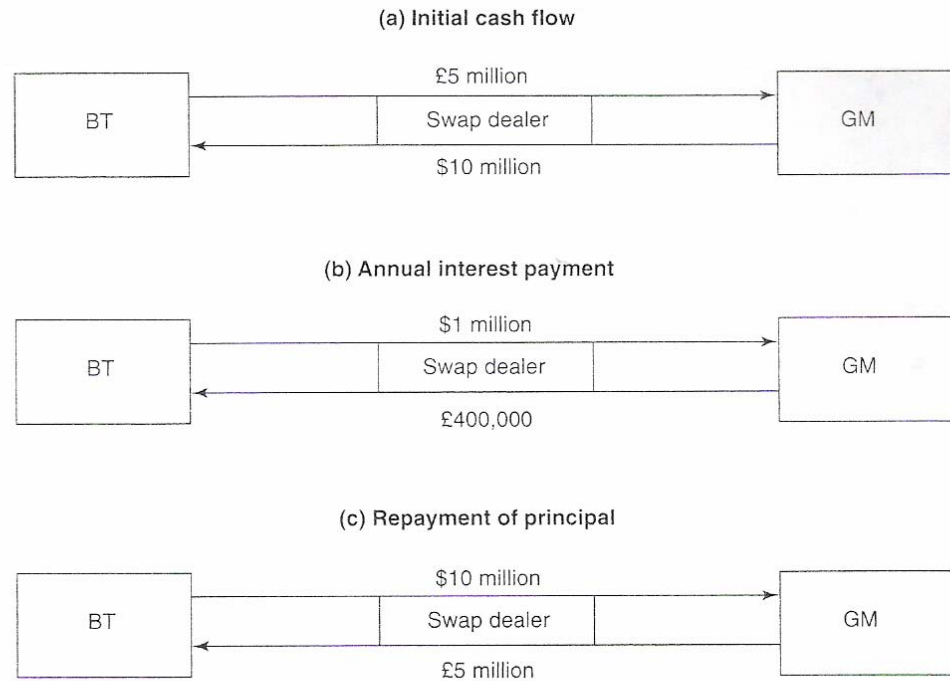 (a) Initial cash flow
£5 million
BT
Swap dealer
GM
$10 million
(b) Annual interest payment
$1 million
BT
Swap dealer
GM
£400,000
(c) Repayment of principal
$10 million
BT
Swap dealer
GM
£5 million